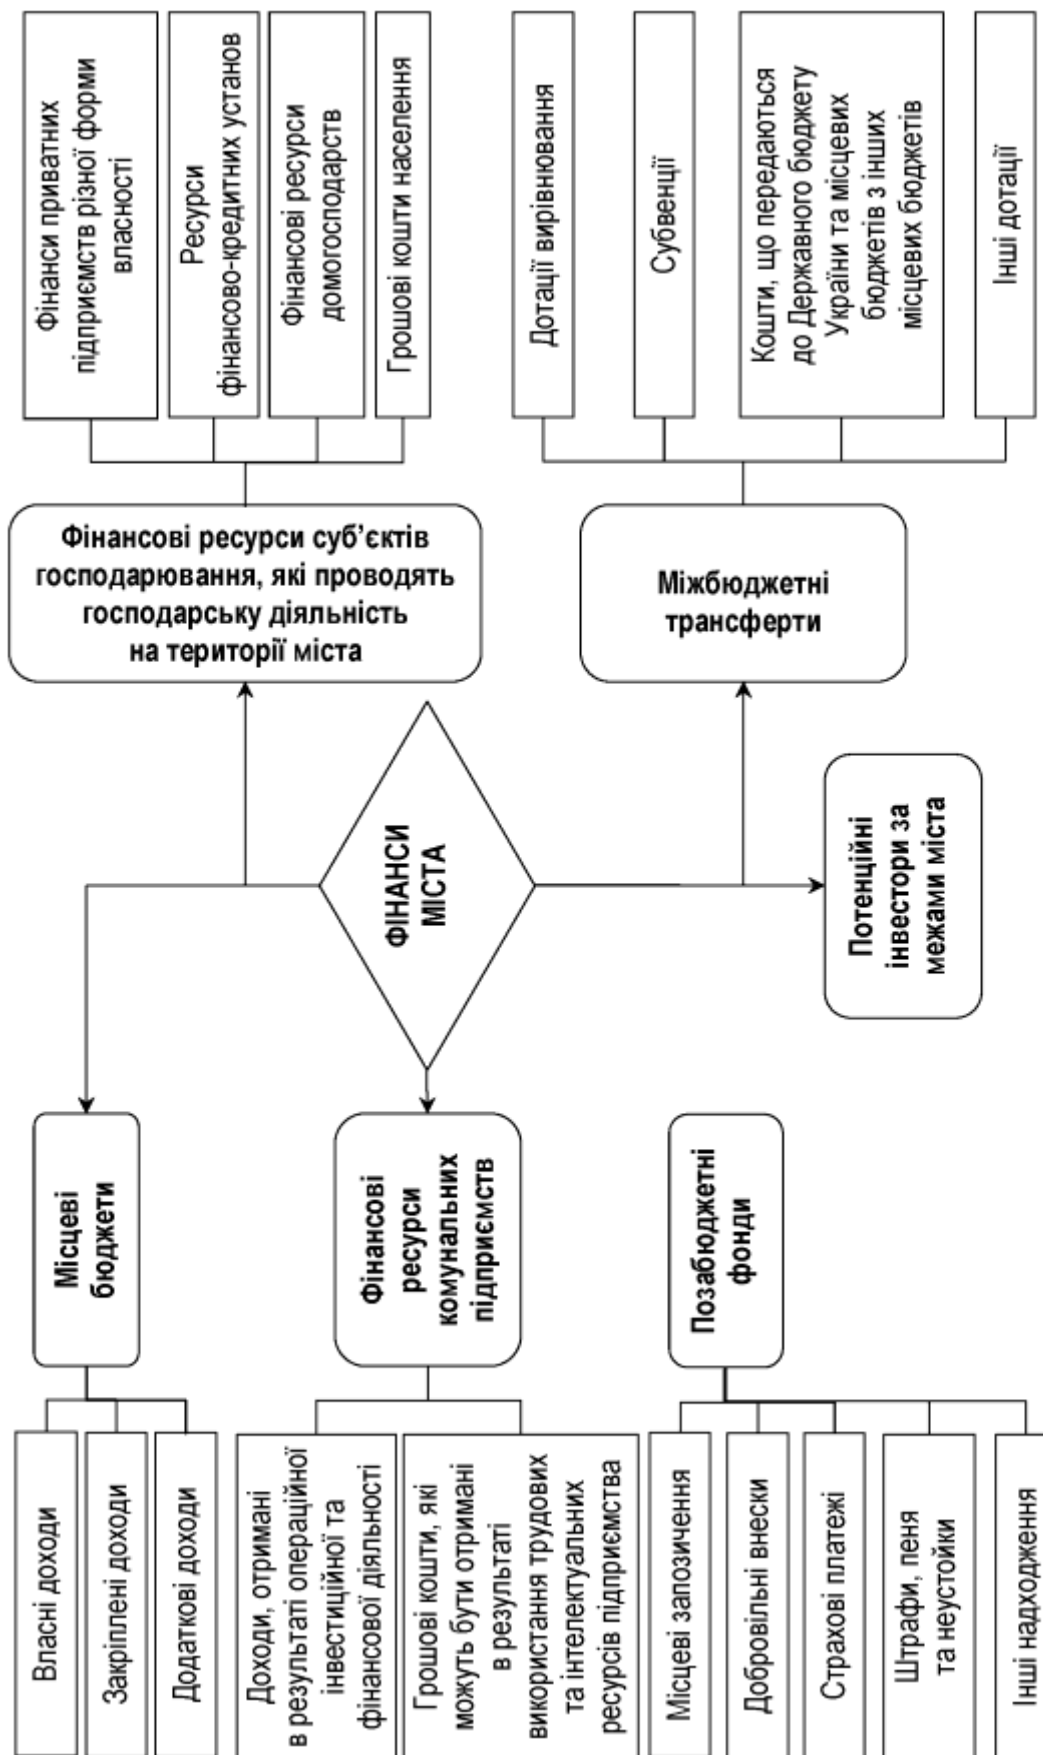 Власні доходи
Закріплені доходи
Додаткові доходи
Місцеві
бюджети
Фінанси приватних
підприємств різної форми
власності
Ресурси
фінансово-кредитних установ
Фінансові ресурси
домогосподарств
Грошові кошти населення
Фінансові ресурси суб’єктів
господарювання, які проводять
господарську діяльність
на території міста
Доходи, отримані
в результаті операційної
інвестиційної та
фінансової діяльності
Грошові кошти, які
можуть бути отримані
в результаті
використання трудових
та інтелектуальних
ресурсів підприємства
Фінансові
ресурси
комунальних
підприємств
ФІНАНСИ
МІСТА
Міжбюджетні
трансферти
Дотації вирівнювання
Субвенції
Кошти, що передаються
до Державного бюджету
України та місцевих
бюджетів з інших
місцевих бюджетів
Інші дотації
Місцеві запозичення
Добровільні внески
Страхові платежі
Штрафи, пеня
та неустойки
Інші надходження
Позабюджетні
фонди
Потенційні
інвестори за
межами міста